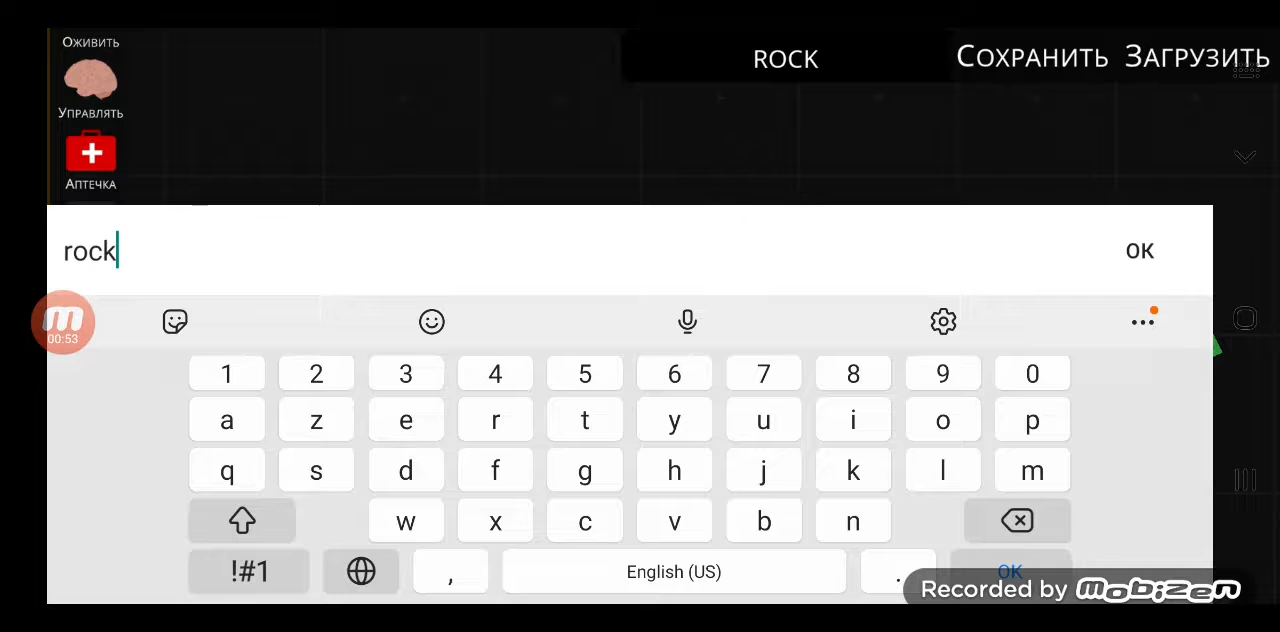 Оживить
ROCK
Сохранить Загрузить
Управлять
Аптечка
rock
OK
00:53
1 2 3 4 5 6 7 8 9 0
a z e r t y u i o p
q s d f g h j k l m
w x c v b n
!#1 , English (US) . OK
Recorded by mobizen